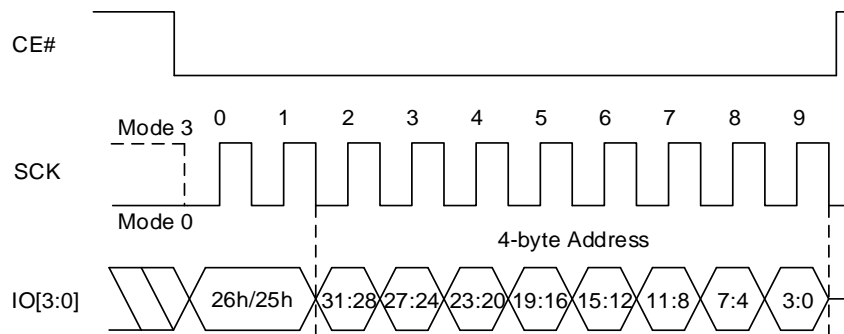 CE#
0 1 2 3 4 5 6 7 8 9
Mode 3
SCK
Mode 0
4-byte Address
IO[3:0]
26h/25h 31:28 27:24 23:20 19:16 15:12 11:8 7:4 3:0